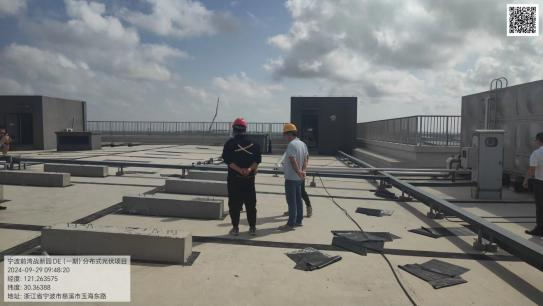 宁波前湾战新园DE(一期)分布式光伏项目
2024-09-29 09:48:20
经度: 121.263575
纬度: 30.36388
地址: 浙江省宁波市慈溪市玉海东路